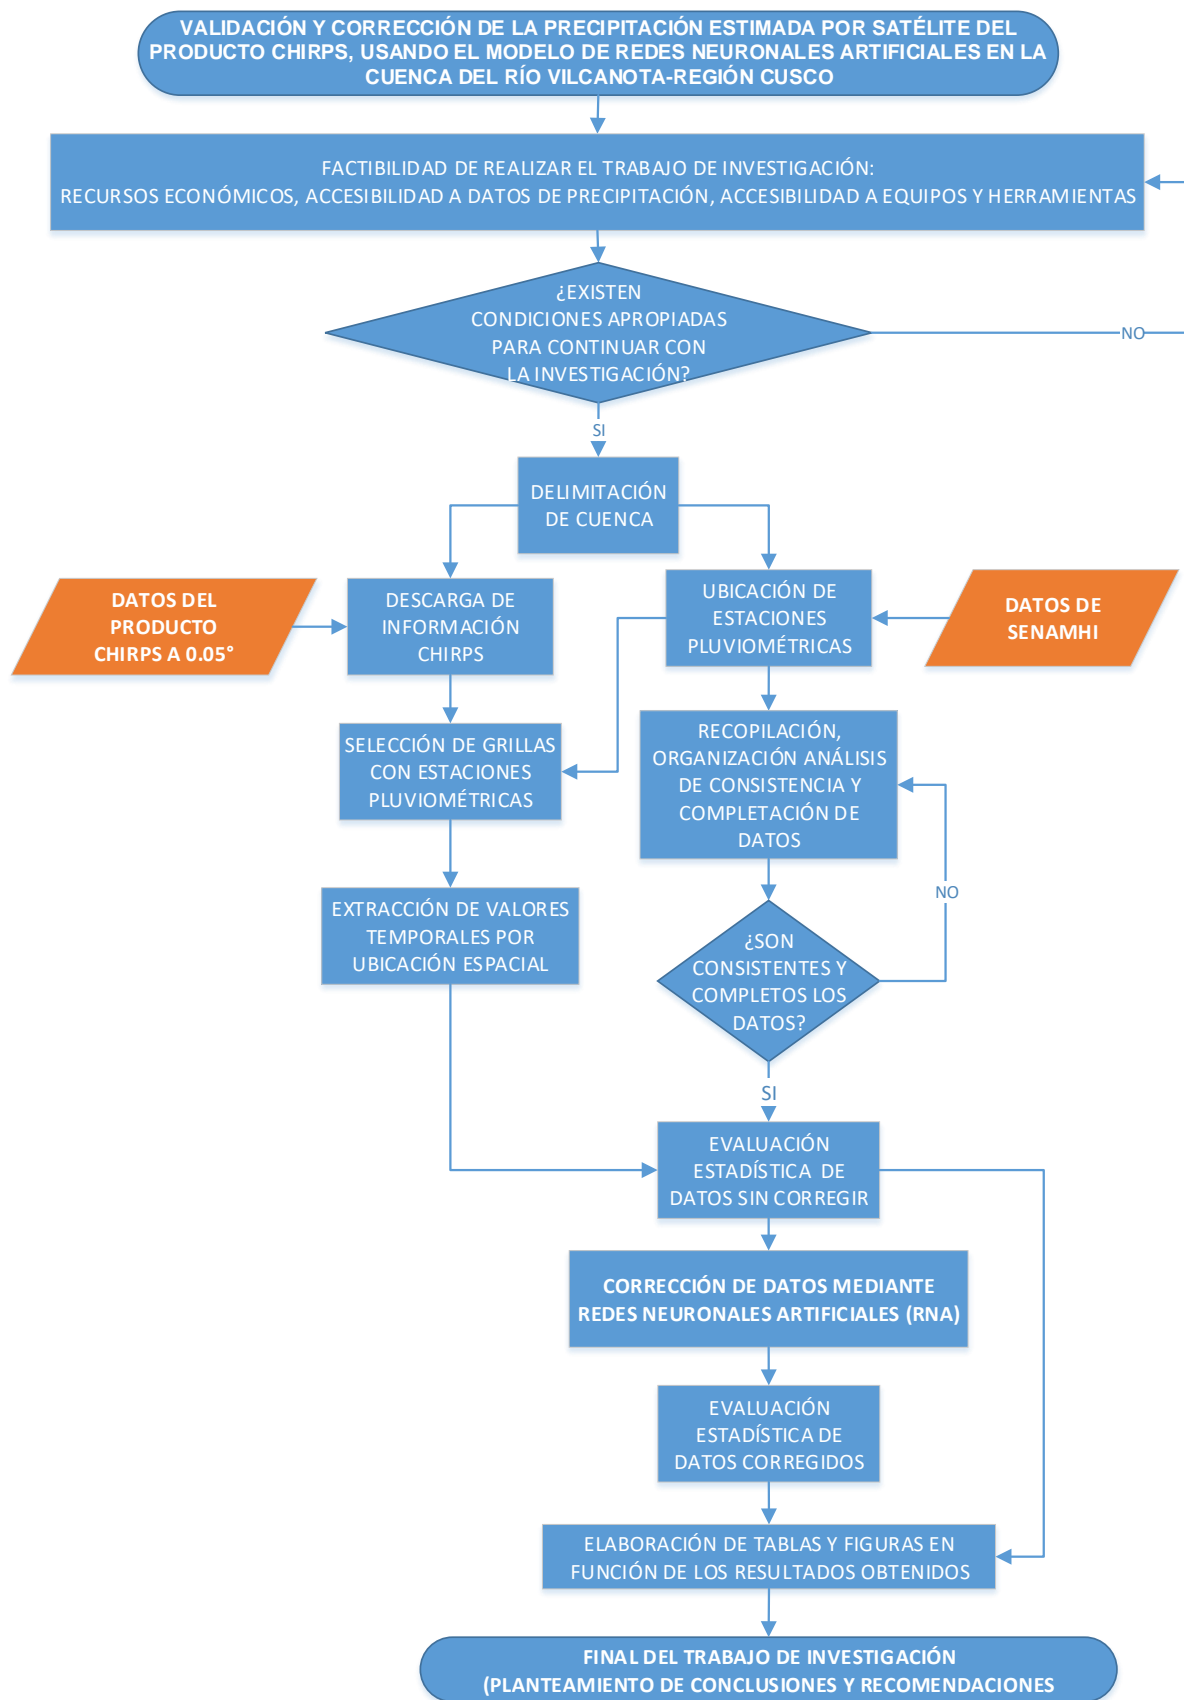 VALIDACIÓN Y CORRECCIÓN DE LA PRECIPITACIÓN ESTIMADA POR SATÉLITE DEL
PRODUCTO CHIRPS, USANDO EL MODELO DE REDES NEURONALES ARTIFICIALES EN LA
CUENCA DEL RÍO VILCANOTA-REGIÓN CUSCO
FACTIBILIDAD DE REALIZAR EL TRABAJO DE INVESTIGACIÓN:
RECURSOS ECONÓMICOS, ACCESIBILIDAD A DATOS DE PRECIPITACIÓN, ACCESIBILIDAD A EQUIPOS Y HERRAMIENTAS
¿EXISTEN
CONDICIONES APROPIADAS
PARA CONTINUAR CON
LA INVESTIGACIÓN?
NO
SI
DELIMITACIÓN
DE CUENCA
DATOS DEL
PRODUCTO
CHIRPS A 0.05°
DESCARGA DE
INFORMACIÓN
CHIRPS
UBICACIÓN DE
ESTACIONES
PLUVIOMÉTRICAS
DATOS DE
SENAMHI
SELECCIÓN DE GRILLAS
CON ESTACIONES
PLUVIOMÉTRICAS
RECOPILACIÓN,
ORGANIZACIÓN ANÁLISIS
DE CONSISTENCIA Y
COMPLETACIÓN DE
DATOS
EXTRACCIÓN DE VALORES
TEMPORALES POR
UBICACIÓN ESPACIAL
NO
¿SON
CONSISTENTES Y
COMPLETOS LOS
DATOS?
SI
EVALUACIÓN
ESTADÍSTICA DE
DATOS SIN CORREGIR
CORRECCIÓN DE DATOS MEDIANTE
REDES NEURONALES ARTIFICIALES (RNA)
EVALUACIÓN
ESTADÍSTICA DE
DATOS CORREGIDOS
ELABORACIÓN DE TABLAS Y FIGURAS EN
FUNCIÓN DE LOS RESULTADOS OBTENIDOS
FINAL DEL TRABAJO DE INVESTIGACIÓN
(PLANTEAMIENTO DE CONCLUSIONES Y RECOMENDACIONES